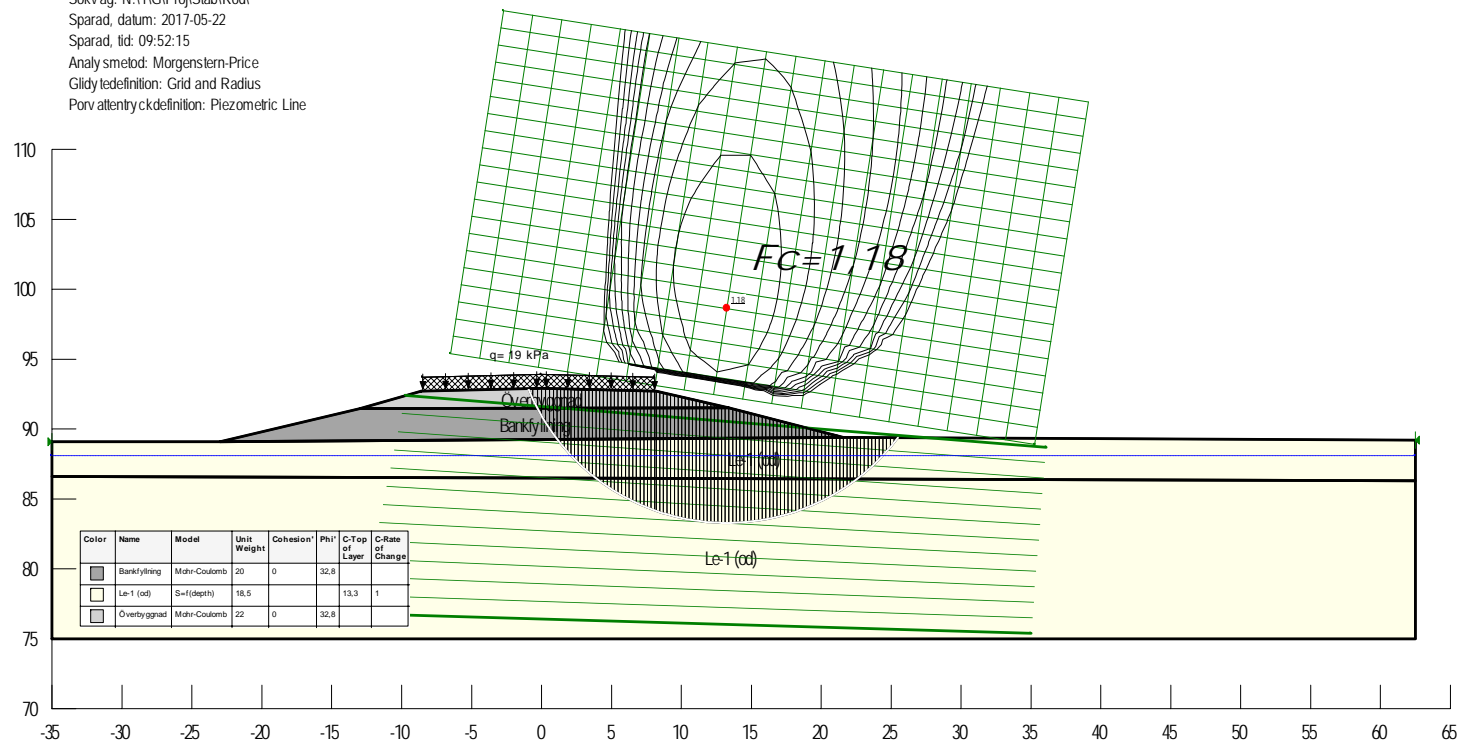 Sparad, datum: 2017-05-22
Sparad, tid: 09:52:15
Analysmetod: Morgenstern-Price
Glidytedefinition: Grid and Radius
Porvattentryckdefinition: Piezometric Line
110
105
100
95
90
85
80
75
70
Fc=1,18
1.18
q= 19 kPa
Överbyggnad
Bankfyllning
Le-1 (od)
Le-1 (od)
Color Name Model Unit Weight Cohesion' Phi' C-Top of Layer C-Rate of Change
Bankfyllning Mohr-Coulomb 20 0 32,8
Le-1 (od) S=f(depth) 18,5 13,3 1
Överbyggnad Mohr-Coulomb 22 0 32,8
-35 -30 -25 -20 -15 -10 -5 0 5 10 15 20 25 30 35 40 45 50 55 60 65